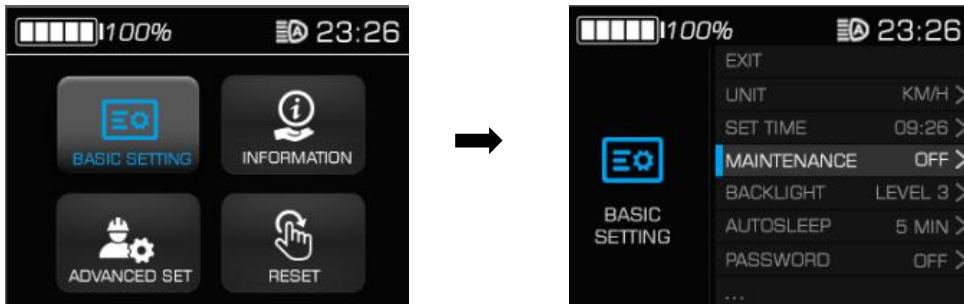 100% A 23:26
BASIC SETTING INFORMATION
ADVANCED SET RESET
100% A 23:26
EXIT
UNIT KM/H >
SET TIME 09:26 >
MAINTENANCE OFF >
BACKLIGHT LEVEL 3 >
AUTOSLEEP 5 MIN >
PASSWORD OFF >
...
BASIC
SETTING